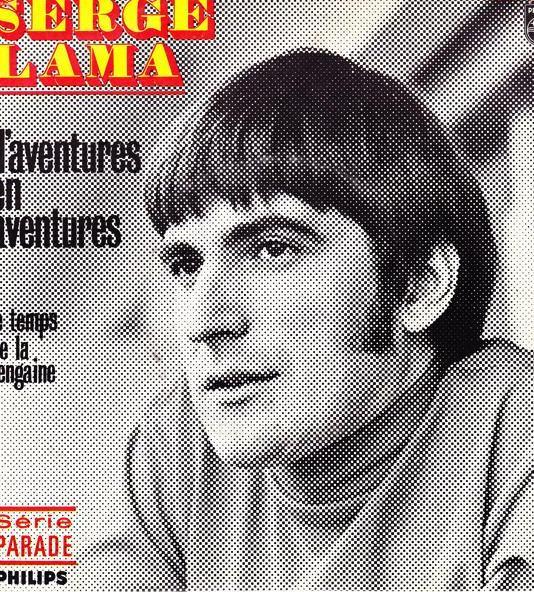 SERGE
LAMA
d'aventures
en
aventures
e temps
e la
engaine
Série
PARADE
PHILIPS